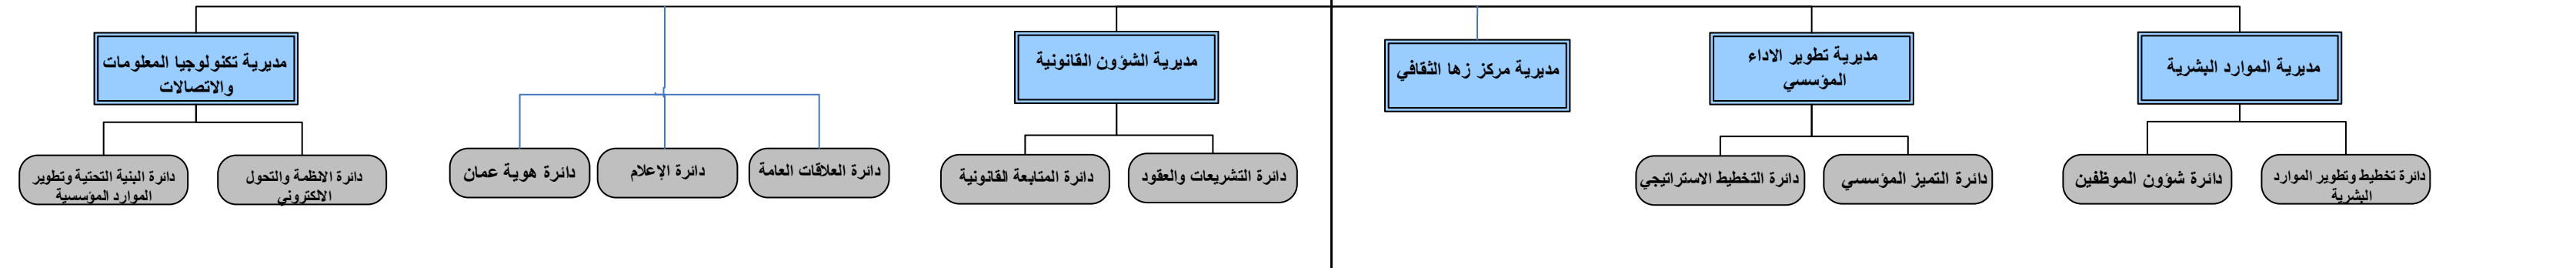 مديرية الموارد البشرية
مديرية تطوير الاداء
المؤسسي
مديرية مركز زها الثقافي
مديرية الشؤون القانونية
مديرية تكنولوجيا المعلومات
والاتصالات
دائرة تخطيط وتطوير الموارد
البشرية
دائرة شؤون الموظفين
دائرة التميز المؤسسي
دائرة التخطيط الاستراتيجي
دائرة التشريعات والعقود
دائرة المتابعة القانونية
دائرة العلاقات العامة
دائرة الإعلام
دائرة هوية عمان
دائرة الانظمة والتحول
الالكتروني
دائرة البنية التحتية وتطوير
الموارد المؤسسية